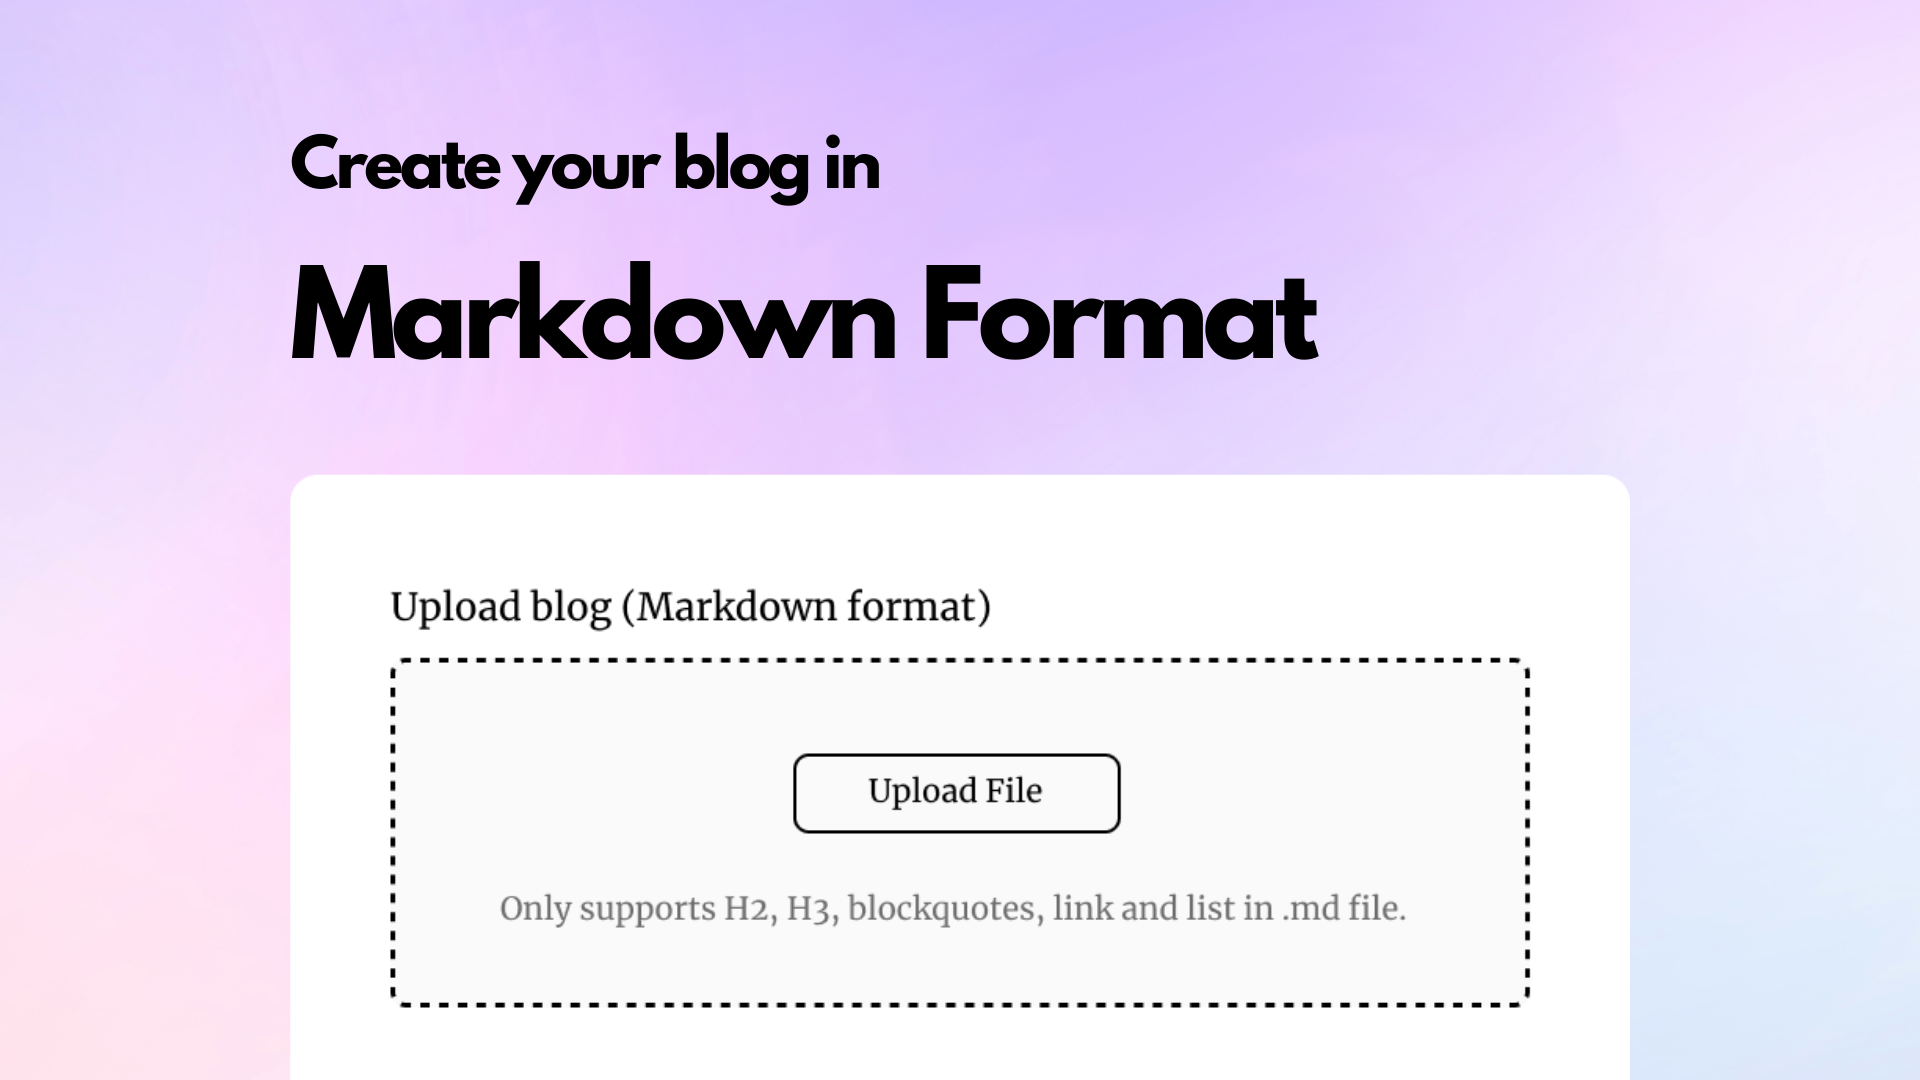 Create your blog in
Markdown Format
Upload blog (Markdown format)
Upload File
Only supports H2, H3, blockquotes, link and list in .md file.